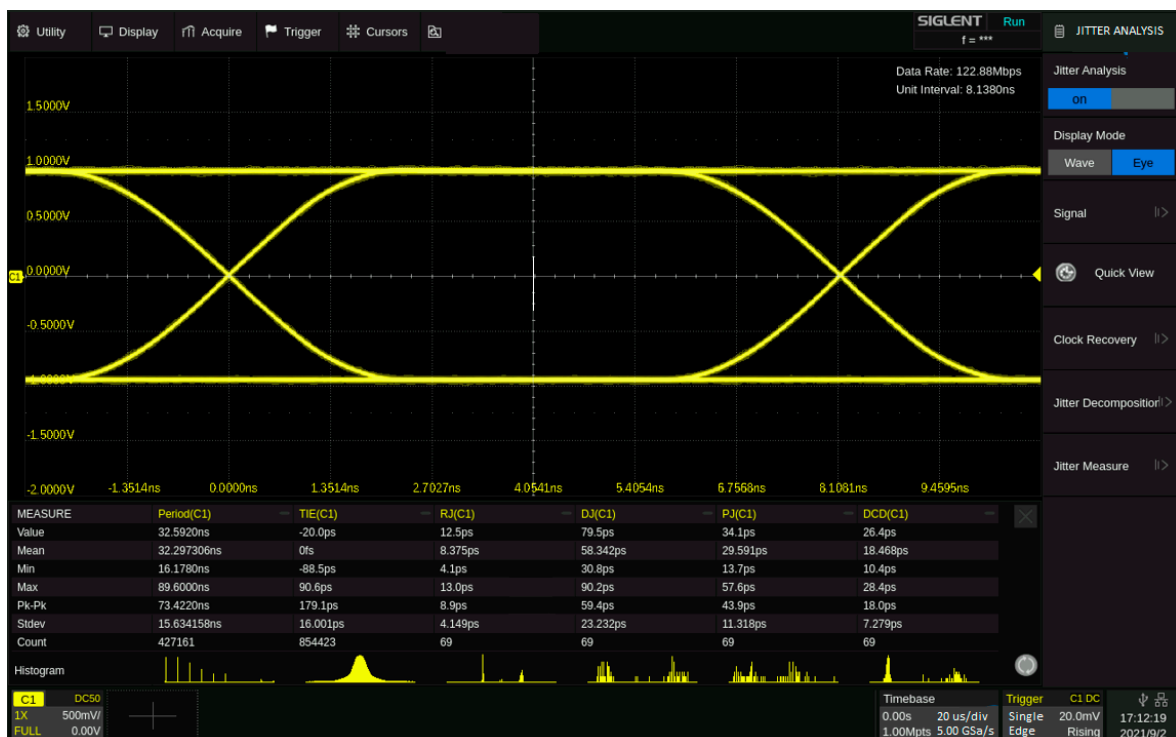 Utility Display Acquire Trigger Cursors SIGLENT Run JITTER ANALYSIS
f = ***
Data Rate: 122.88Mbps
Unit Interval: 8.1380ns
Jitter Analysis
on
Display Mode
Wave Eye
Signal
Quick View
Clock Recovery
Jitter Decomposition
Jitter Measure
1.5000V
1.0000V
0.5000V
C1 0.0000V
-0.5000V
-1.0000V
-1.5000V
-2.0000V -1.3514ns 0.0000ns 1.3514ns 2.7027ns 4.0541ns 5.4054ns 6.7568ns 8.1081ns 9.4595ns
MEASURE Period(C1) TIE(C1) RJ(C1) DJ(C1) PJ(C1) DCD(C1)
Value 32.5920ns -20.0ps 12.5ps 79.5ps 34.1ps 26.4ps
Mean 32.297306ns 0fs 8.375ps 58.342ps 29.591ps 18.468ps
Min 16.1780ns -88.5ps 4.1ps 30.8ps 13.7ps 10.4ps
Max 89.6000ns 90.6ps 13.0ps 90.2ps 57.6ps 28.4ps
Pk-Pk 73.4220ns 179.1ps 8.9ps 59.4ps 43.9ps 18.0ps
Stdev 15.634158ns 16.001ps 4.149ps 23.232ps 11.318ps 7.279ps
Count 427161 854423 69 69 69 69
Histogram
C1 DC50
1X 500mV/
FULL 0.00V
Timebase
0.00s 20 us/div
1.00Mpts 5.00 GSa/s
Trigger C1 DC
Single 20.0mV
Edge Rising
17:12:19
2021/9/2